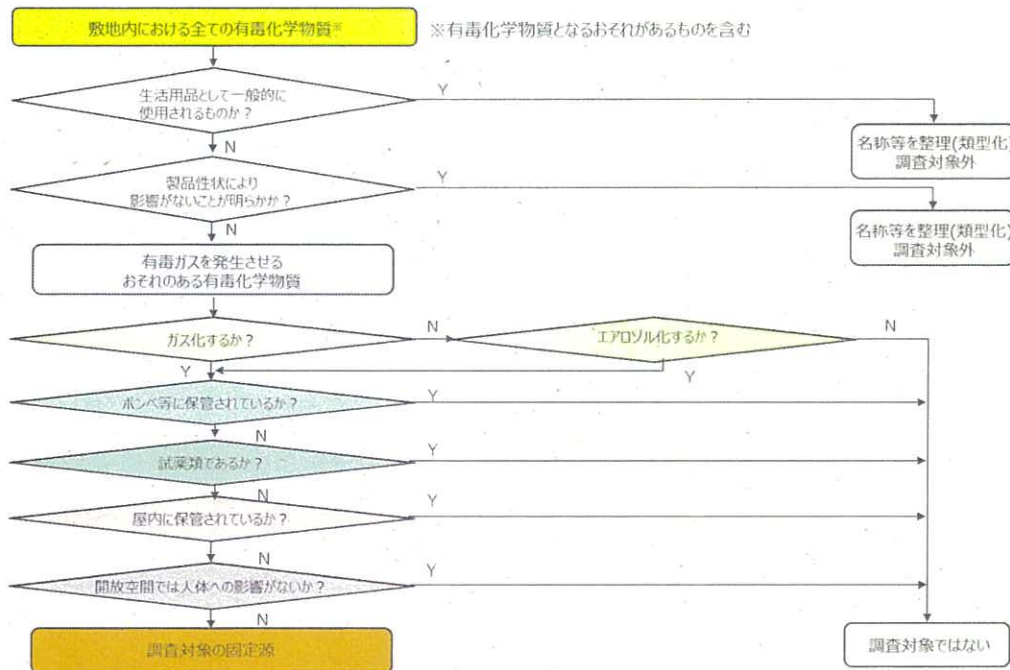 敷地内における全ての有毒化学物質※
※有毒化学物質となるおそれがあるものを含む
生活用品として一般的に
使用されるものか？
Y
名称等を整理(類型化)
調査対象外
N
製品性状により
影響がないことが明らかか？
Y
名称等を整理(類型化)
調査対象外
N
有毒ガスを発生させる
おそれのある有毒化学物質
ガス化するか？
N
エアロゾル化するか？
N
Y
Y
ボンベ等に保管されているか？
Y
N
試薬類であるか？
Y
N
屋内に保管されているか？
Y
N
開放空間では人体への影響がないか？
Y
N
調査対象の固定源
調査対象ではない